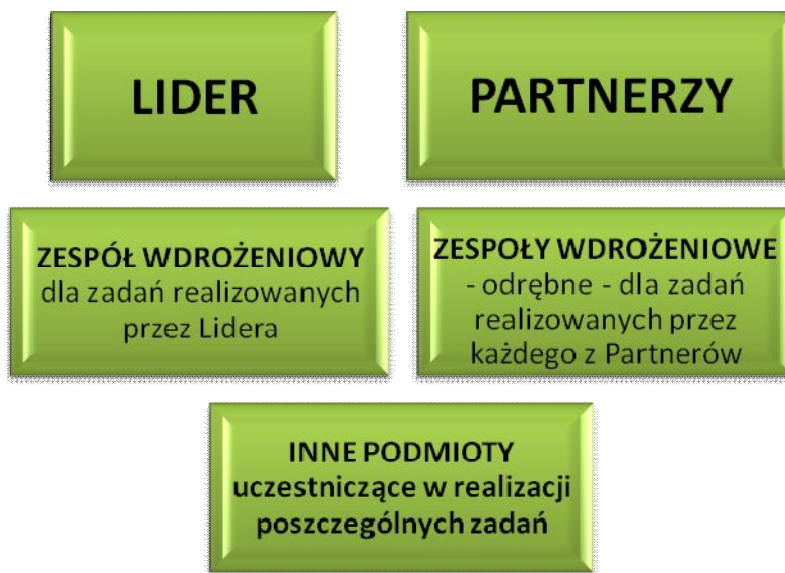 LIDER
PARTNERZY
ZESPÓŁ WDROŻENIOWY
dla zadań realizowanych
przez Lidera
ZESPOŁY WDROŻENIOWE
- odrębne - dla zadań
realizowanych przez
każdego z Partnerów
INNE PODMIOTY
uczestniczące w realizacji
poszczególnych zadań